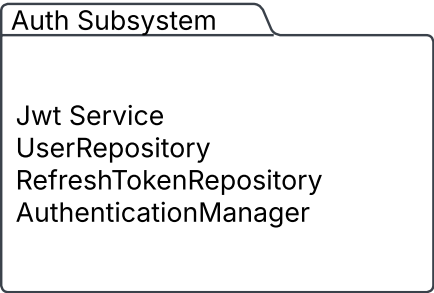 Auth Subsystem
Jwt Service
UserRepository
RefreshTokenRepository
AuthenticationManager